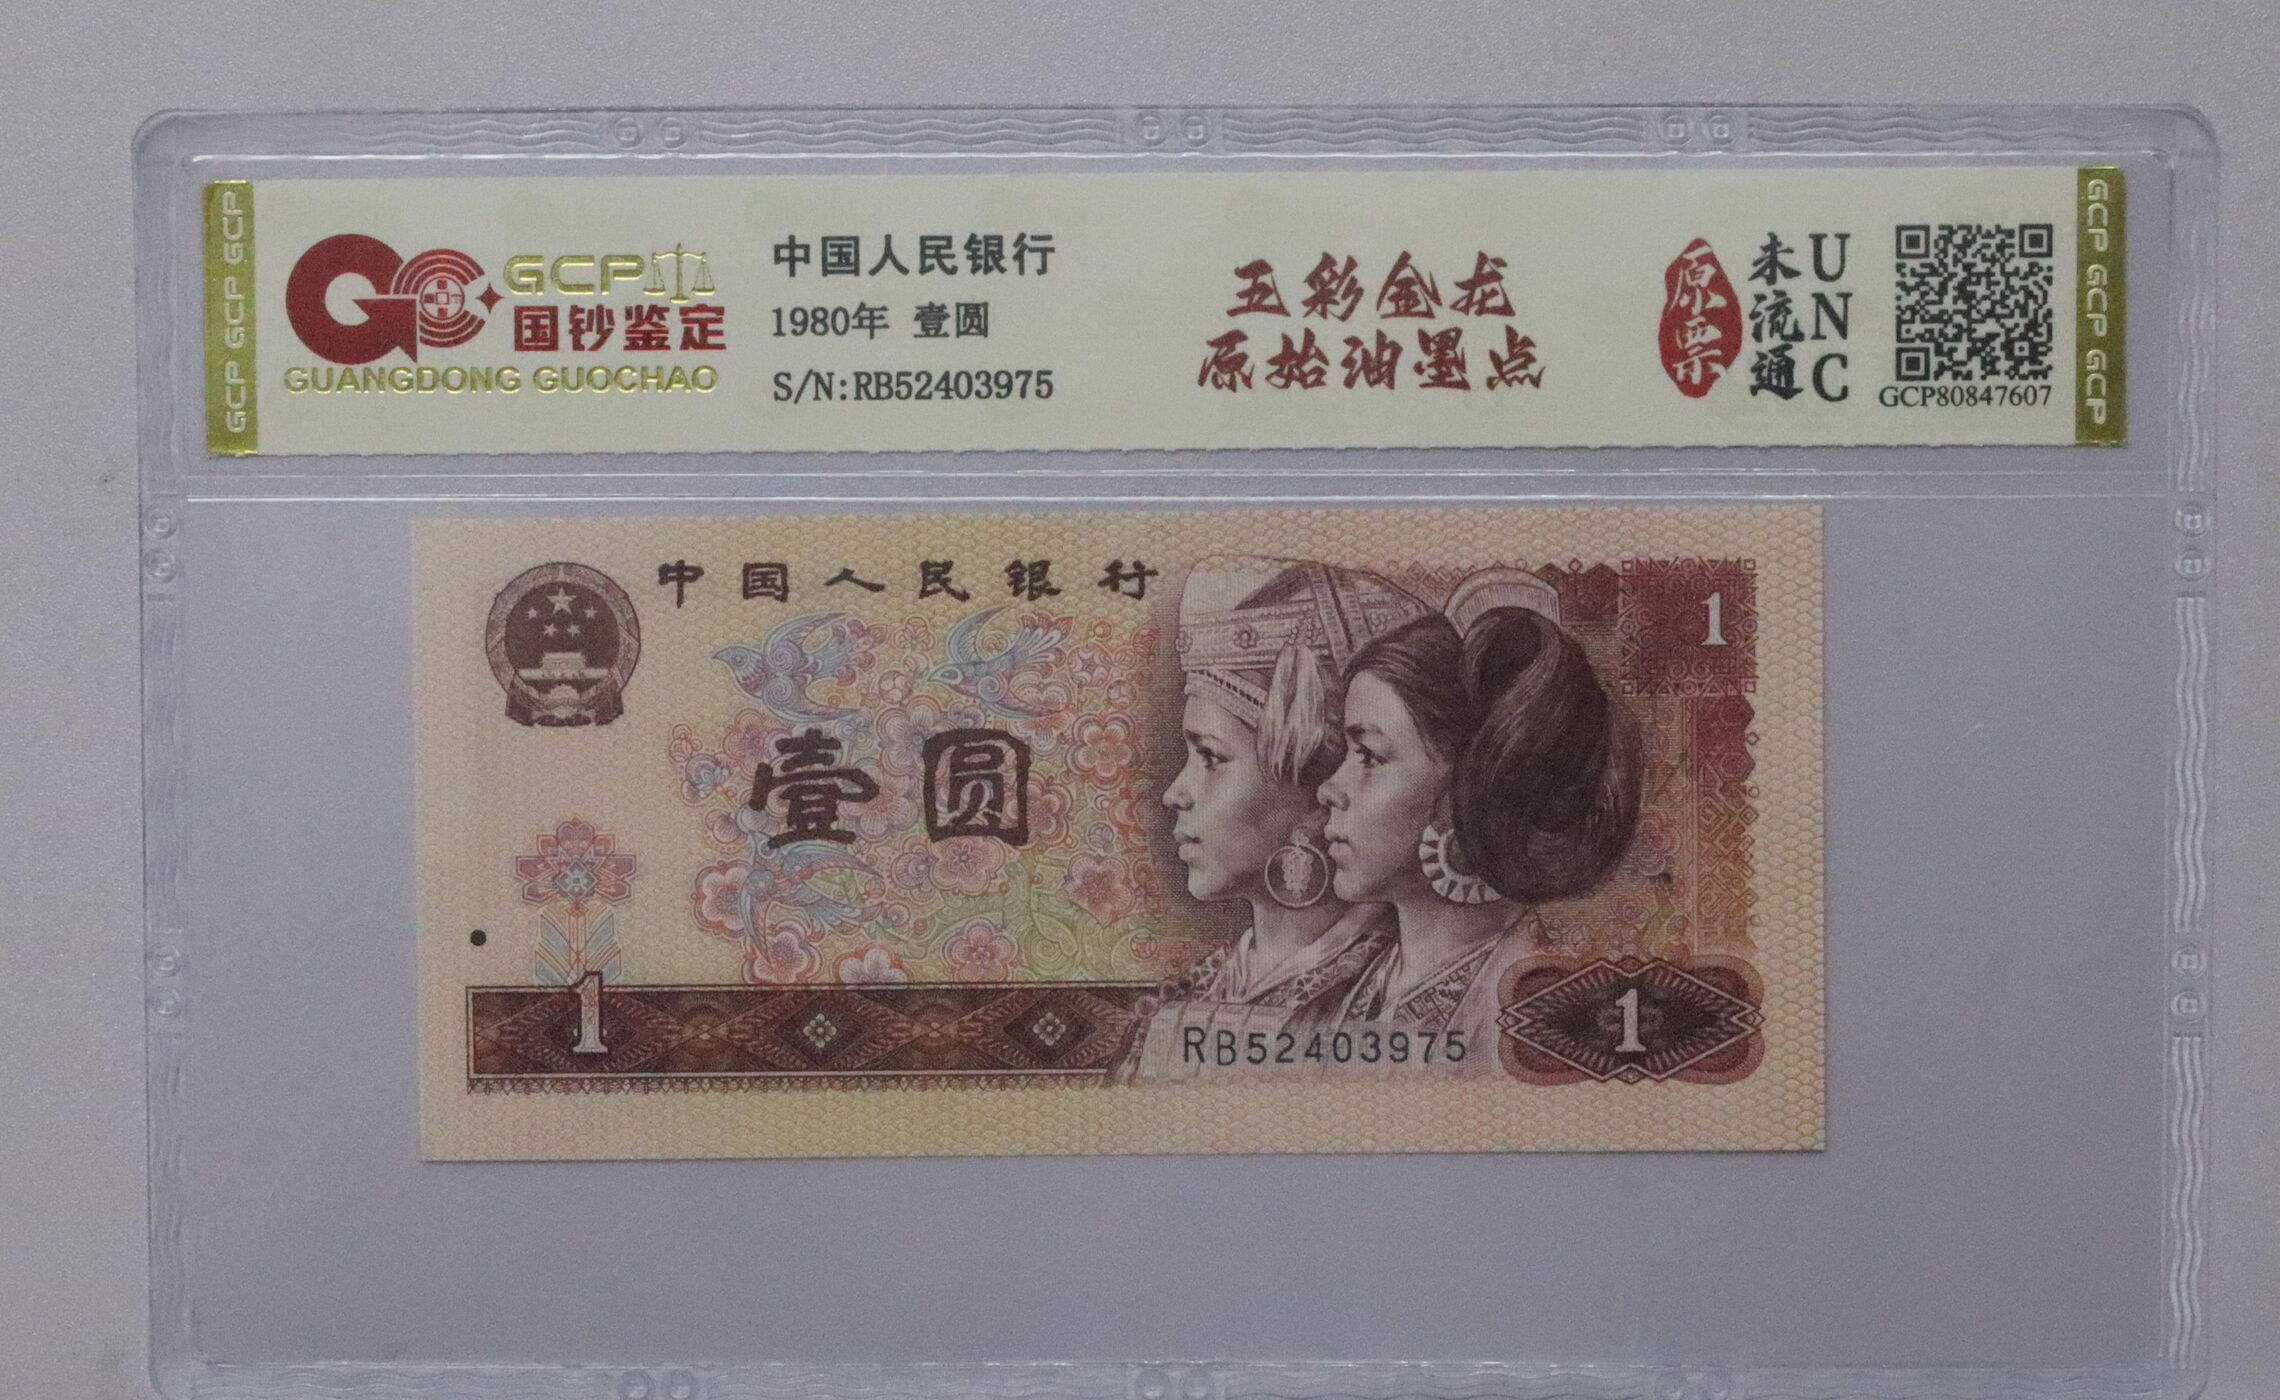 GCP GCP GCP
GCP
国钞鉴定
GUANGDONG GUOCHAO
中国人民银行
1980年 壹圆
S/N:RB52403975
五彩金龙
原始油墨点
原票
未流通
UNC
GCP80847607
GCP GCP GCP
中国人民银行
1
壹圆
1
RB52403975
1